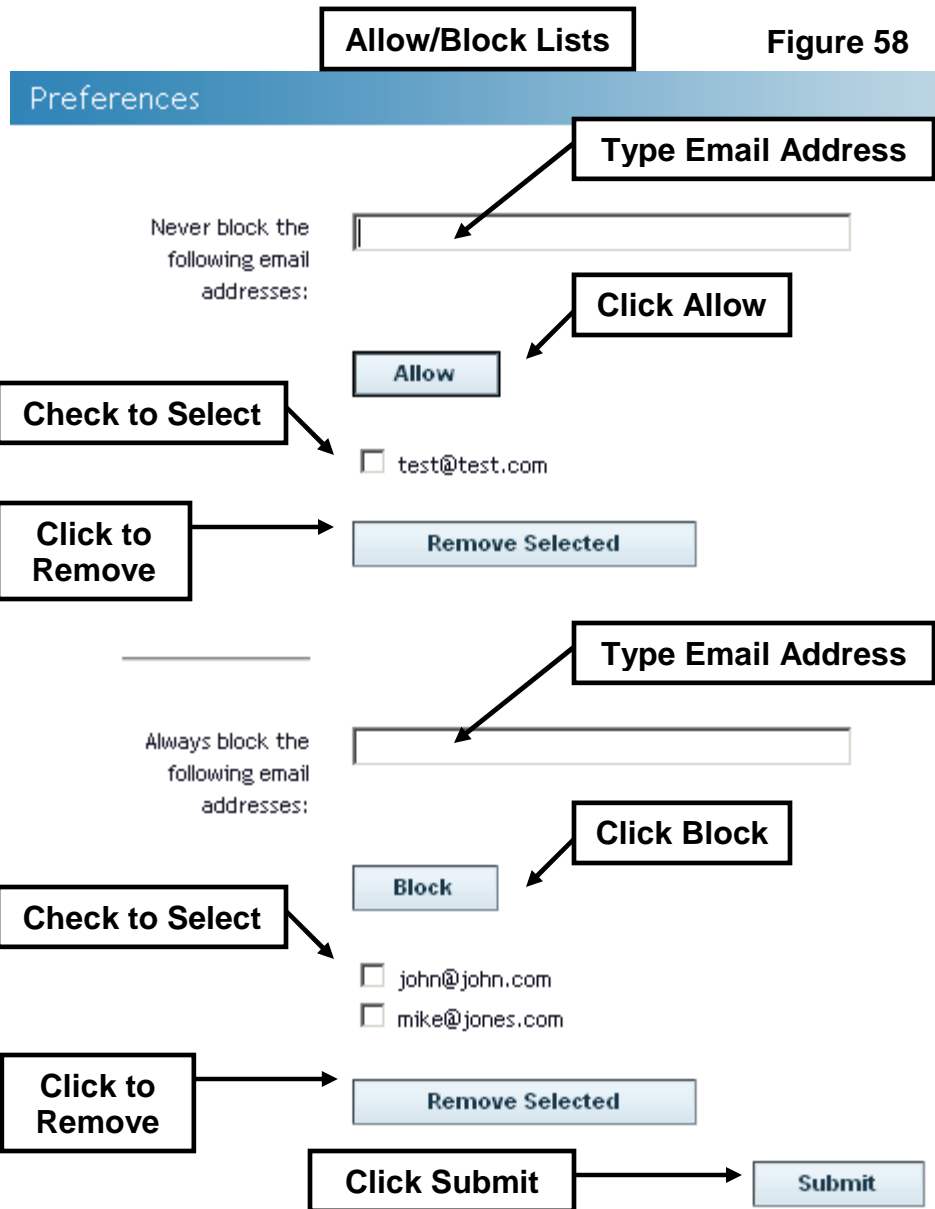 Allow/Block Lists
Figure 58
Preferences
Type Email Address
Never block the
following email
addresses:
Click Allow
Allow
Check to Select
test@test.com
Click to
Remove
Remove Selected
Type Email Address
Always block the
following email
addresses:
Click Block
Block
Check to Select
john@john.com
mike@jones.com
Click to
Remove
Remove Selected
Click Submit
Submit